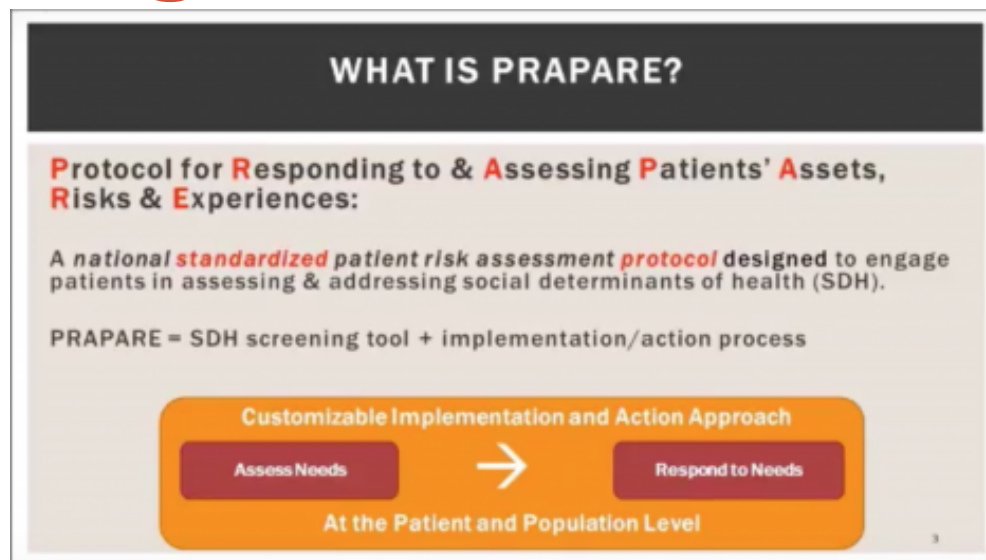 WHAT IS PRAPARE?
Protocol for Responding to & Assessing Patients' Assets,
Risks & Experiences:
A national standardized patient risk assessment protocol designed to engage
patients in assessing & addressing social determinants of health (SDH).
PRAPARE = SDH screening tool + implementation/action process
Customizable Implementation and Action Approach
Assess Needs → Respond to Needs
At the Patient and Population Level
3